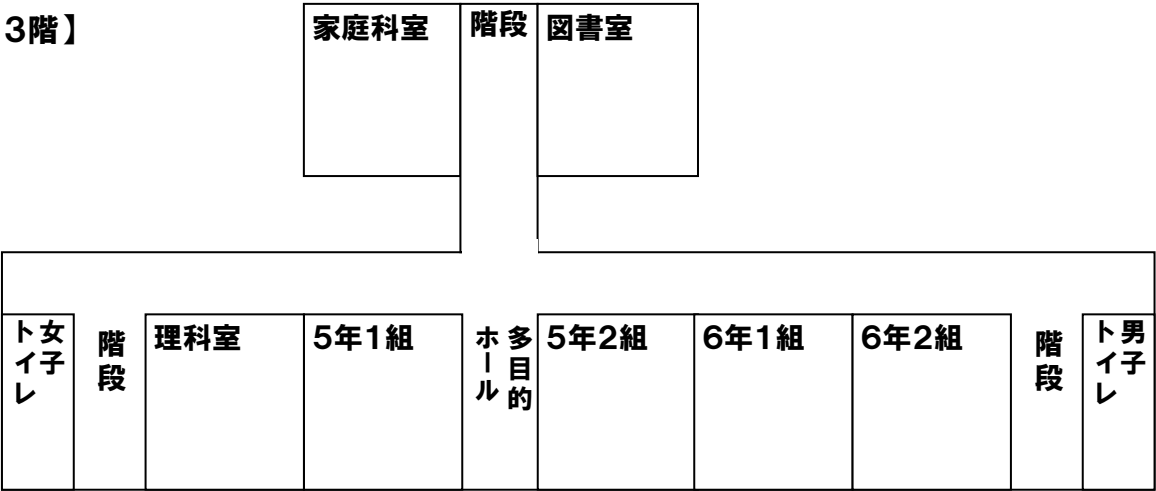 3階】
家庭科室
階段
図書室
女子
トイレ
階段
理科室
5年1組
多目的
ホール
5年2組
6年1組
6年2組
階段
男子
トイレ